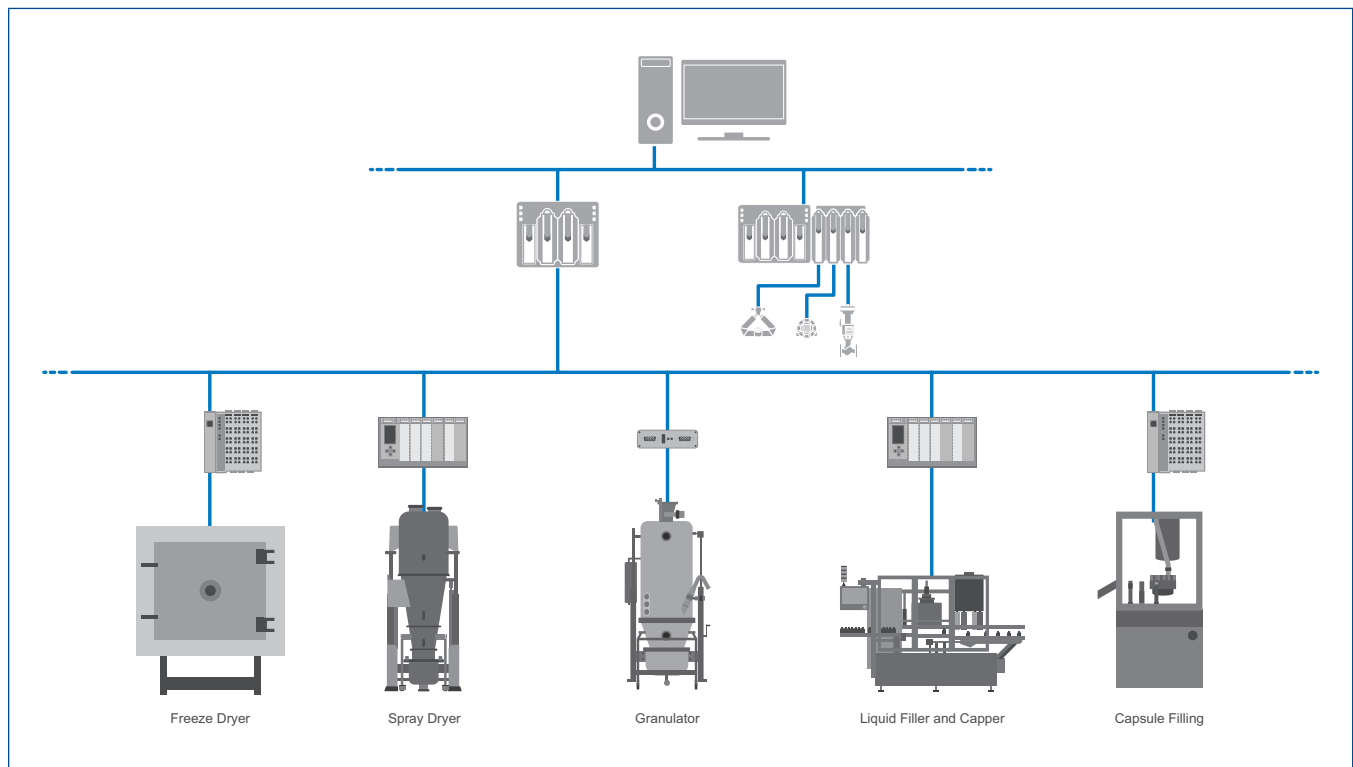 Freeze Dryer
Spray Dryer
Granulator
Liquid Filler and Capper
Capsule Filling